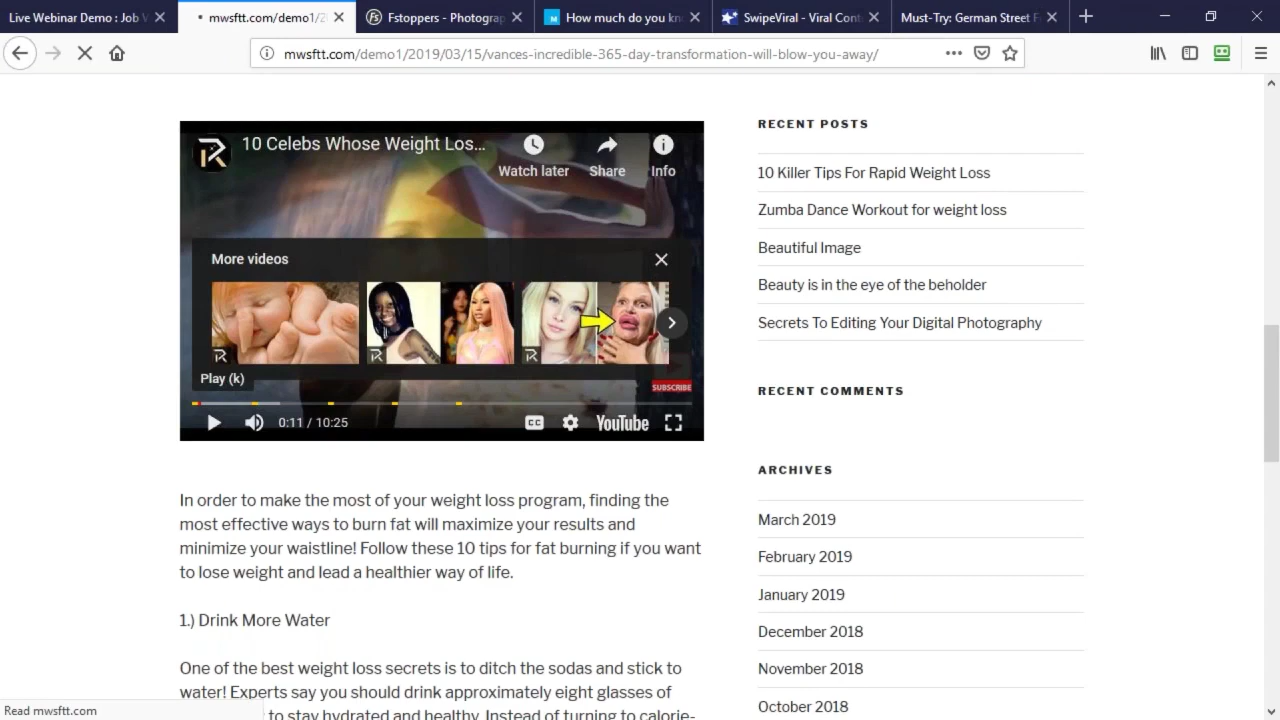 Live Webinar Demo : Job V
mwsftt.com/demo1/2
Fstoppers - Photograp
How much do you kn
SwipeViral - Viral Cont
Must-Try: German Street F
mwsftt.com/demo1/2019/03/15/vances-incredible-365-day-transformation-will-blow-you-away/
10 Celebs Whose Weight Los...
Watch later
Share
Info
More videos
Play (k)
SUBSCRIBE
0:11 / 10:25
CC
YouTube
In order to make the most of your weight loss program, finding the
most effective ways to burn fat will maximize your results and
minimize your waistline! Follow these 10 tips for fat burning if you want
to lose weight and lead a healthier way of life.
1.) Drink More Water
One of the best weight loss secrets is to ditch the sodas and stick to
water! Experts say you should drink approximately eight glasses of
to stay hydrated and healthy. Instead of turning to calorie-
RECENT POSTS
10 Killer Tips For Rapid Weight Loss
Zumba Dance Workout for weight loss
Beautiful Image
Beauty is in the eye of the beholder
Secrets To Editing Your Digital Photography
RECENT COMMENTS
ARCHIVES
March 2019
February 2019
January 2019
December 2018
November 2018
October 2018
Read mwsftt.com